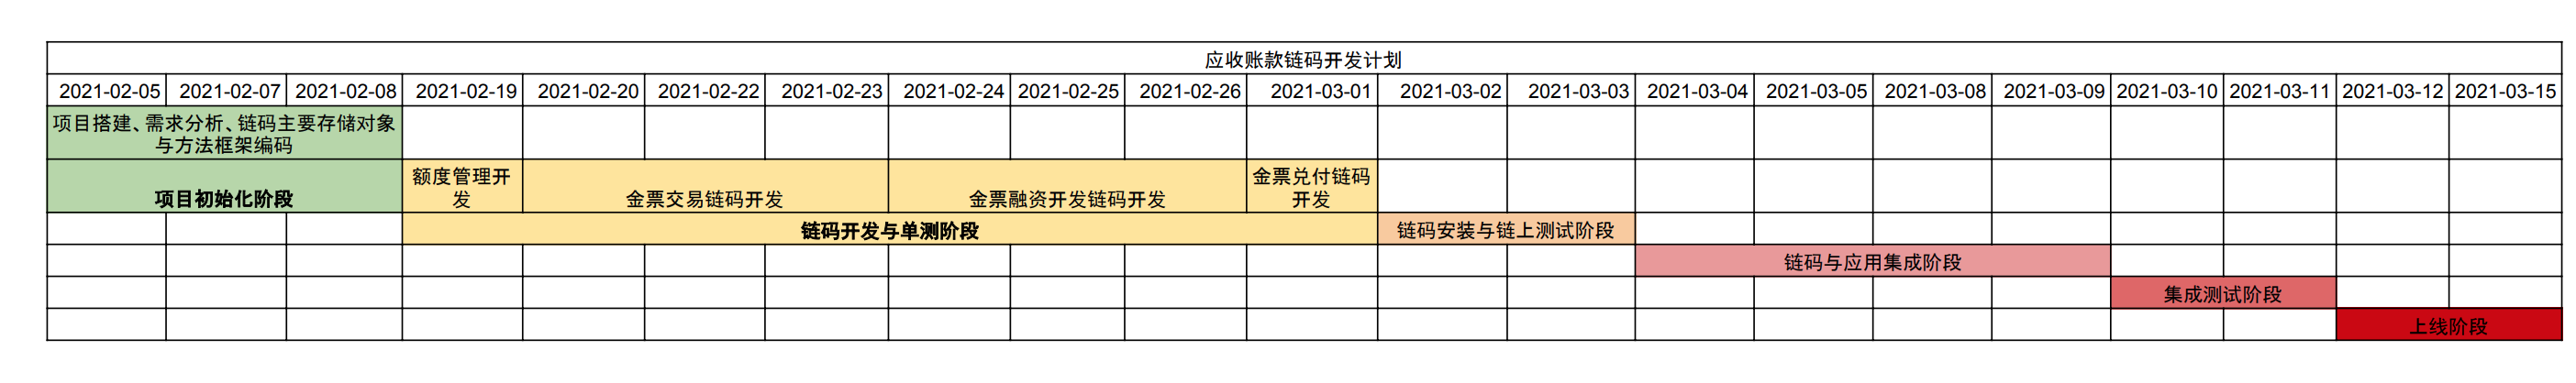 应收账款链码开发计划
2021-02-05 2021-02-07 2021-02-08 2021-02-19 2021-02-20 2021-02-22 2021-02-23 2021-02-24 2021-02-25 2021-02-26 2021-03-01 2021-03-02 2021-03-03 2021-03-04 2021-03-05 2021-03-08 2021-03-09 2021-03-10 2021-03-11 2021-03-12 2021-03-15
项目搭建、需求分析、链码主要存储对象
与方法框架编码
项目初始化阶段
额度管理开
发
金票交易链码开发
金票融资开发链码开发
金票兑付链码
开发
链码开发与单测阶段
链码安装与链上测试阶段
链码与应用集成阶段
集成测试阶段
上线阶段